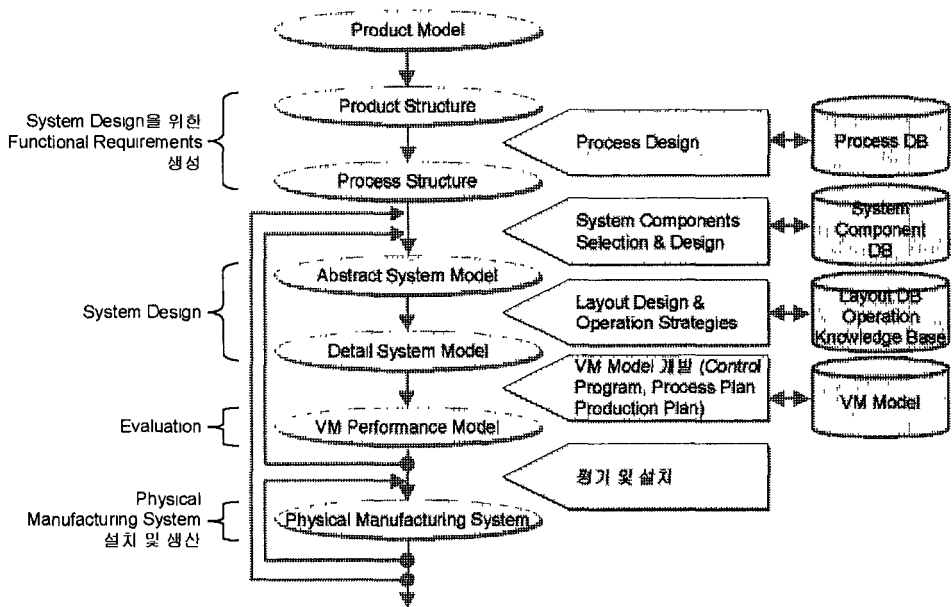 Product Model
Product Structure
System Design을 위한
Functional Requirements
생성
Process Design
Process DB
Process Structure
System Components
Selection & Design
System
Component
DB
Abstract System Model
System Design
Layout Design &
Operation Strategies
Layout DB
Operation
Knowledge Base
Detail System Model
VM Model 개발 (Control
Program, Process Plan
Production Plan)
VM Model
Evaluation
VM Performance Model
평가 및 설치
Physical
Manufacturing System
설치 및 생산
Physical Manufacturing System